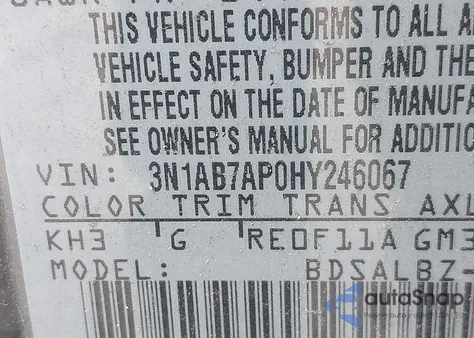 THIS VEHICLE CONFORMS TO ALL
VEHICLE SAFETY, BUMPER AND THE
IN EFFECT ON THE DATE OF MANUFA
SEE OWNER'S MANUAL FOR ADDITIO
VIN: 3N1AB7AP0HY246067
COLOR TRIM TRANS AXL
KH3 G RE0F11A GM3
MODEL: BDSALBZ-
autoSnap